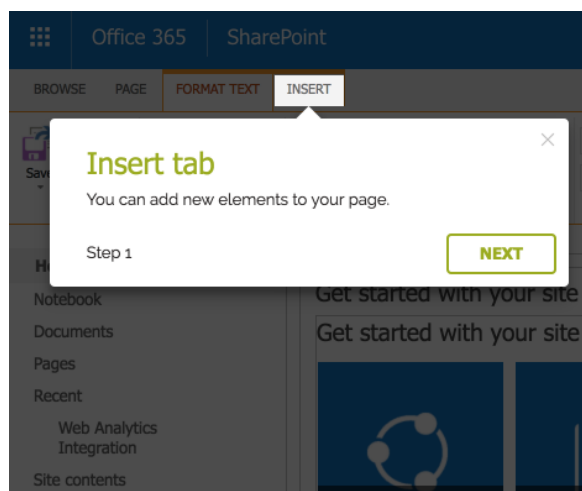 Office 365 SharePoint
BROWSE PAGE FORMAT TEXT INSERT
Save
Insert tab
You can add new elements to your page.
Step 1 NEXT
Notebook
Get started with your site
Documents
Get started with your site
Pages
Recent
Web Analytics
Integration
Site contents